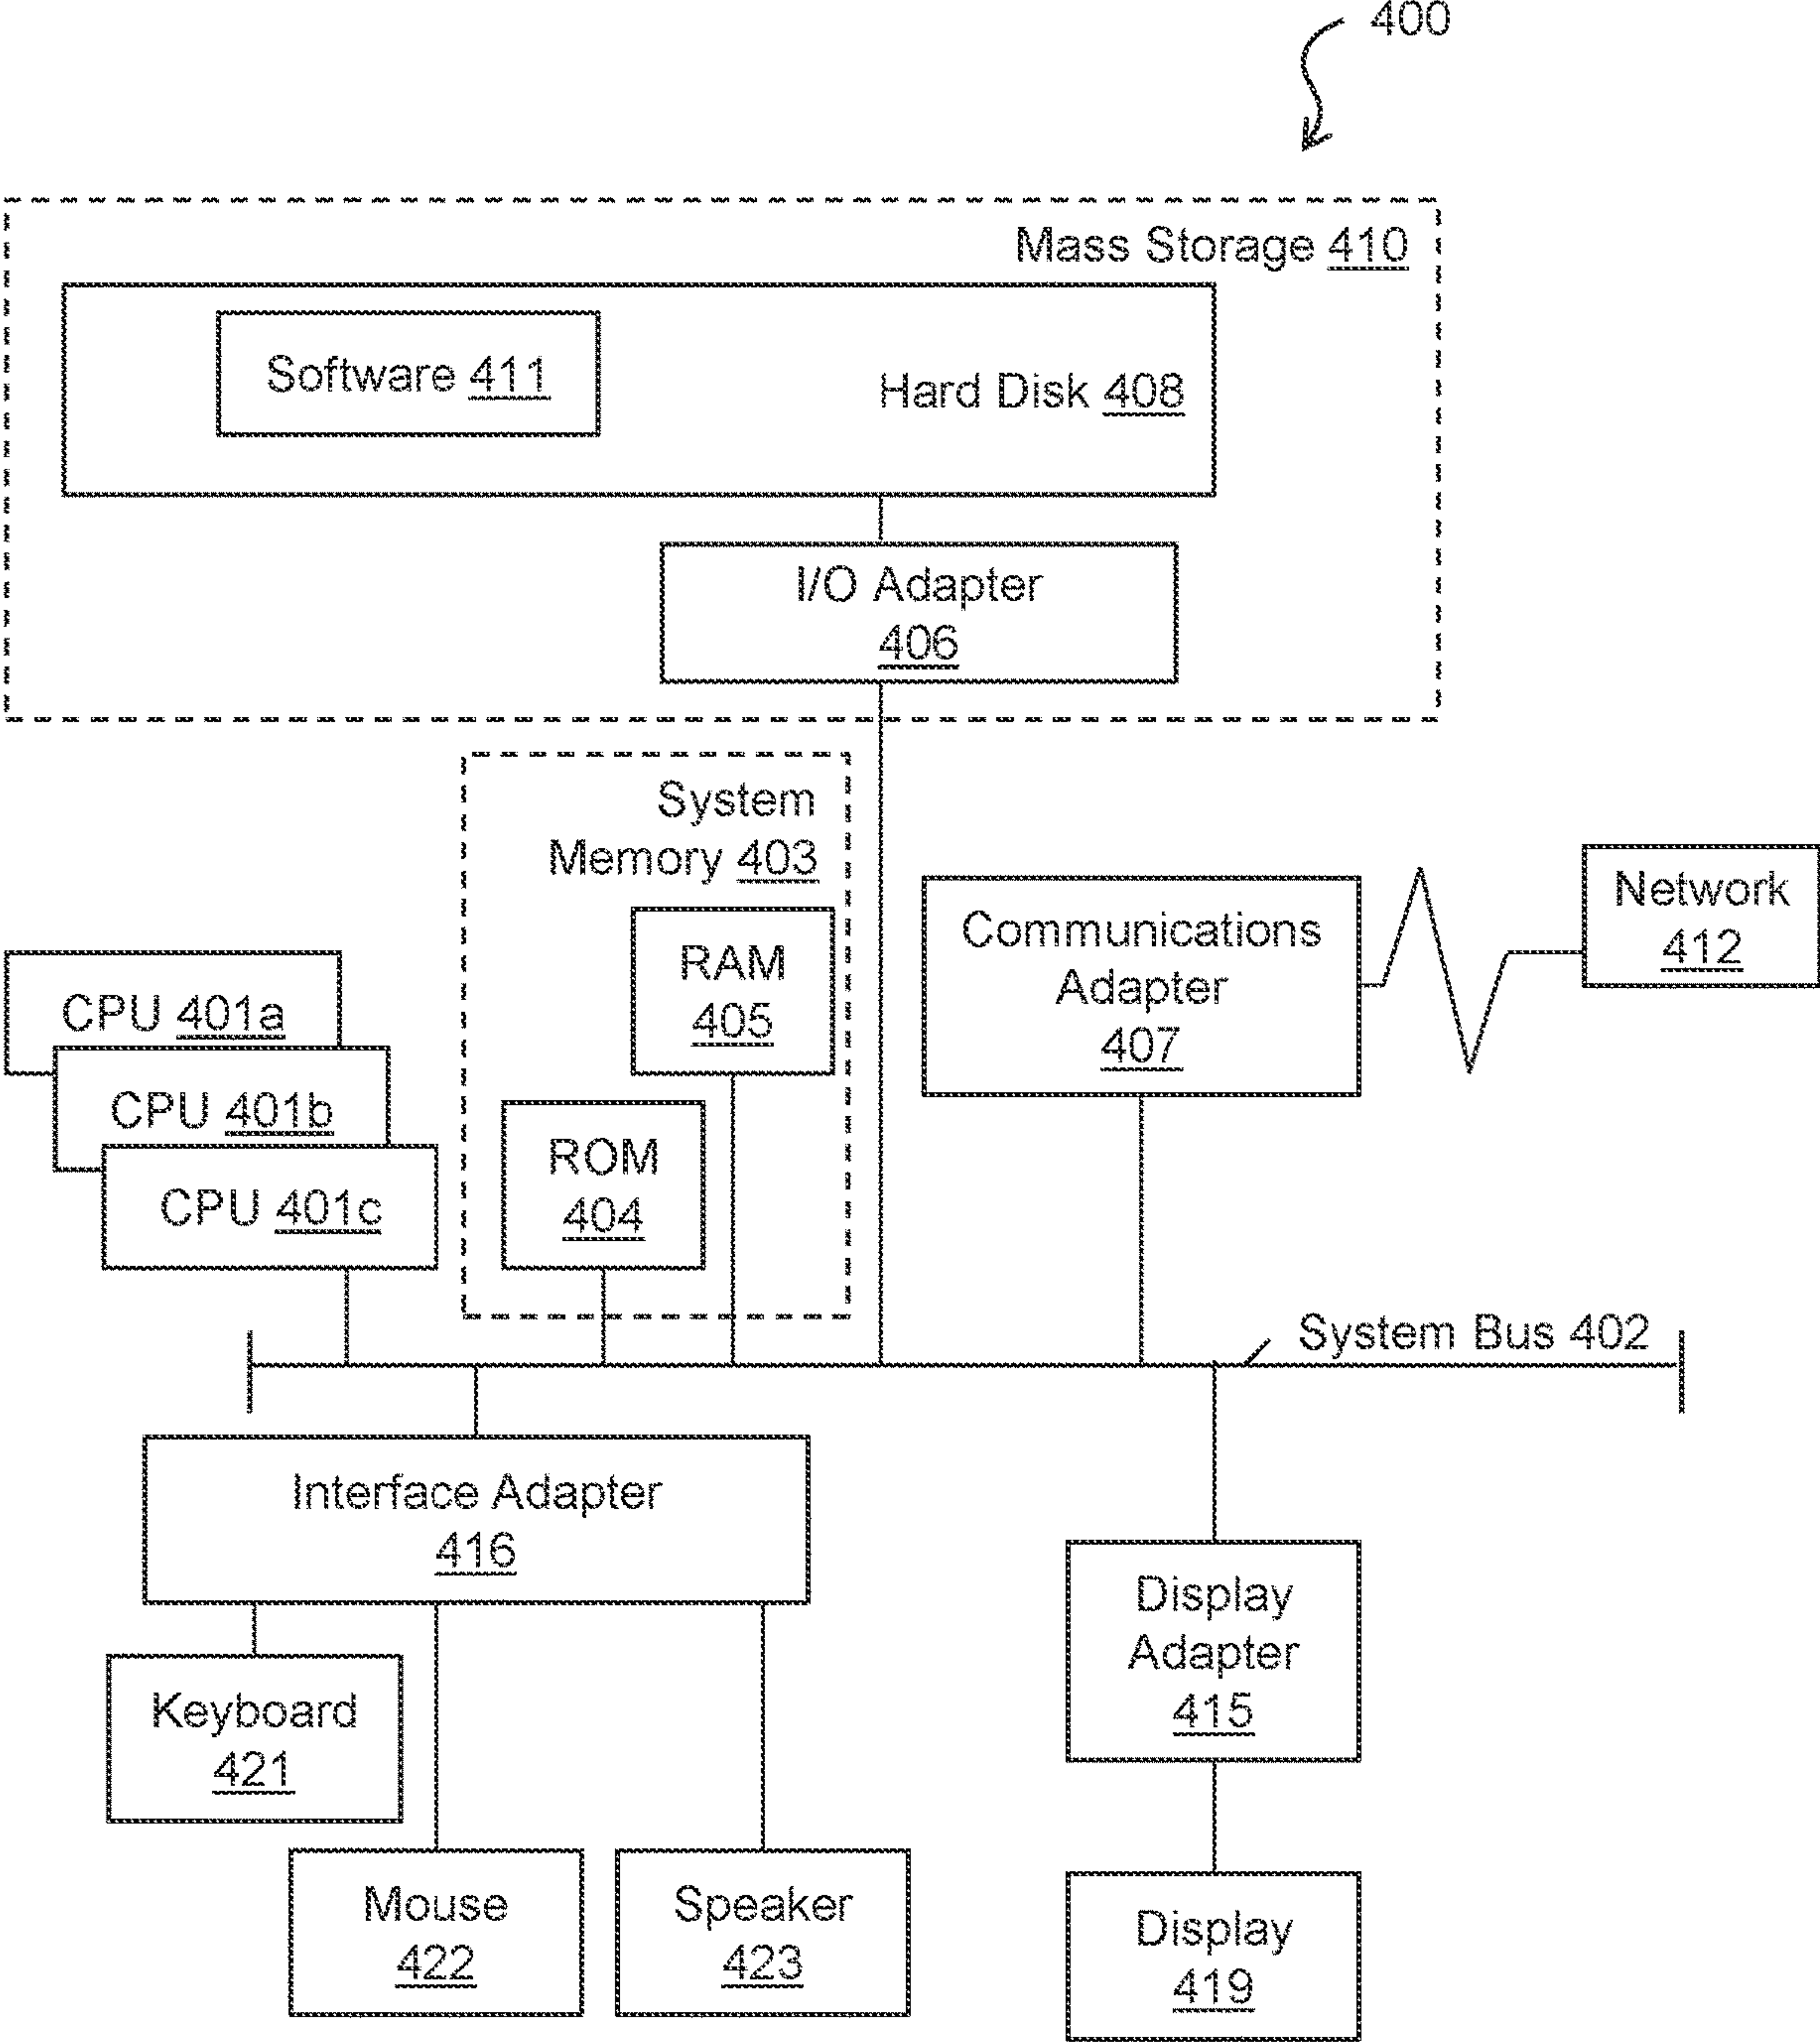 400
Mass Storage 410
Software 411
Hard Disk 408
I/O Adapter
406
System
Memory 403
RAM
405
ROM
404
CPU 401a
CPU 401b
CPU 401c
Communications
Adapter
407
Network
412
System Bus 402
Interface Adapter
416
Keyboard
421
Mouse
422
Speaker
423
Display
Adapter
415
Display
419